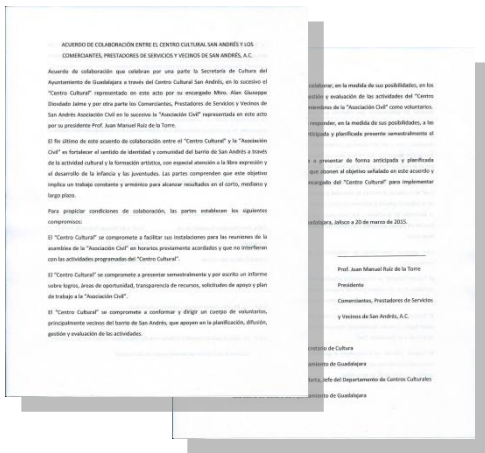 ACUERDO DE COLABORACIÓN ENTRE EL CENTRO CULTURAL SAN ANDRÉS Y LOS
COMERCIANTES, PRESTADORES DE SERVICIOS Y VECINOS DE SAN ANDRÉS, A.C.
Acuerdo de colaboración que celebran por una parte la Secretaría de Cultura del
Ayuntamiento de Guadalajara a través del Centro Cultural San Andrés, en lo sucesivo el
"Centro Cultural" representado en este acto por su encargado Mtro. Alan Giuseppe
Diosdado Jaime y por otra parte los Comerciantes, Prestadores de Servicios y Vecinos de
San Andrés Asociación Civil en lo sucesivo la "Asociación Civil" representada en este acto
por su presidente Prof. Juan Manuel Ruiz de la Torre.
El fin último de este acuerdo de colaboración entre el "Centro Cultural" y la "Asociación
Civil" es fortalecer el sentido de identidad y comunidad del barrio de San Andrés a través
de la actividad cultural y la formación artística, con especial atención a la libre expresión y
el desarrollo de la infancia y las juventudes. Las partes comprenden que este objetivo
implica un trabajo constante y armónico para alcanzar resultados en el corto, mediano y
largo plazo.
Para propiciar condiciones de colaboración, las partes establecen los siguientes
compromisos:
El "Centro Cultural" se compromete a facilitar sus instalaciones para las reuniones de la
asamblea de la "Asociación Civil" en horarios previamente acordados y que no interfieran
con las actividades programadas del "Centro Cultural".
El "Centro Cultural" se compromete a presentar semestralmente y por escrito un informe
sobre logros, áreas de oportunidad, transparencia de recursos, solicitudes de apoyo y plan
de trabajo a la "Asociación Civil".
El "Centro Cultural" se compromete a conformar y dirigir un cuerpo de voluntarios,
principalmente vecinos del barrio de San Andrés, que apoyen en la planificación, difusión,
gestión y evaluación de las actividades.
colaborar, en la medida de sus posibilidades, en los
gestión y evaluación de las actividades del "Centro
miembros de la "Asociación Civil" como voluntarios.
responder, en la medida de sus posibilidades, a las
anticipada y planificada presente semestralmente el
a presentar de forma anticipada y planificada
que abonen al objetivo señalado en este acuerdo y
encargado del "Centro Cultural" para implementar
Guadalajara, Jalisco a 20 de marzo de 2015.
Prof. Juan Manuel Ruiz de la Torre
Presidente
Comerciantes, Prestadores de Servicios
y Vecinos de San Andrés, A.C.
Secretario de Cultura
Ayuntamiento de Guadalajara
Jefe del Departamento de Centros Culturales
Ayuntamiento de Guadalajara